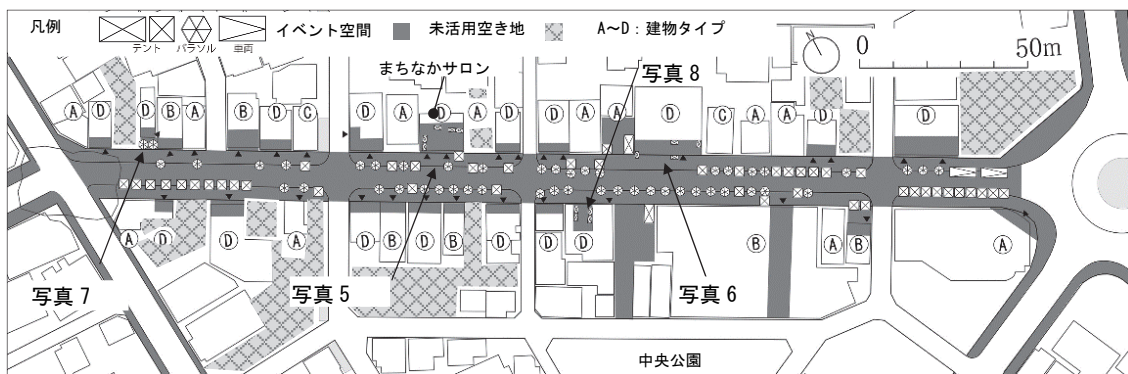 凡例 イベント空間 未活用空き地 A～D：建物タイプ
テント パラソル 車両
0 50m
N
まちなかサロン
写真8
A D D B A B D C D A D A D D A A D C A A D D
A D D A D B D B D D D B A B A
写真7 写真5 写真6
中央公園